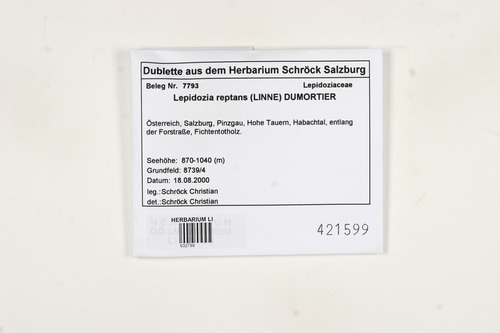 Dublette aus dem Herbarium Schröck Salzburg
Beleg Nr. 7793 Lepidoziaceae
Lepidozia reptans (LINNE) DUMORTIER
Österreich, Salzburg, Pinzgau, Hohe Tauern, Habachtal, entlang
der Forstraße, Fichtentotholz.
Seehöhe: 870-1040 (m)
Grundfeld: 8739/4
Datum: 18.08.2000
leg.:Schröck Christian
det.:Schröck Christian
HERBARIUM LI
421599